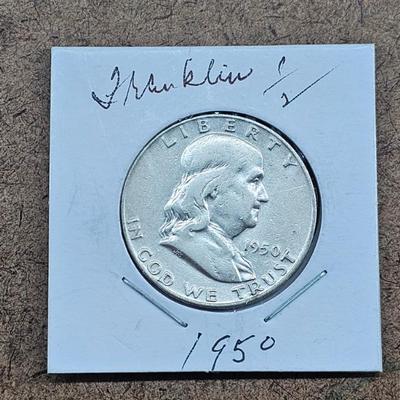 Franklin 1/2
LIBERTY
1950
IN GOD WE TRUST
1950